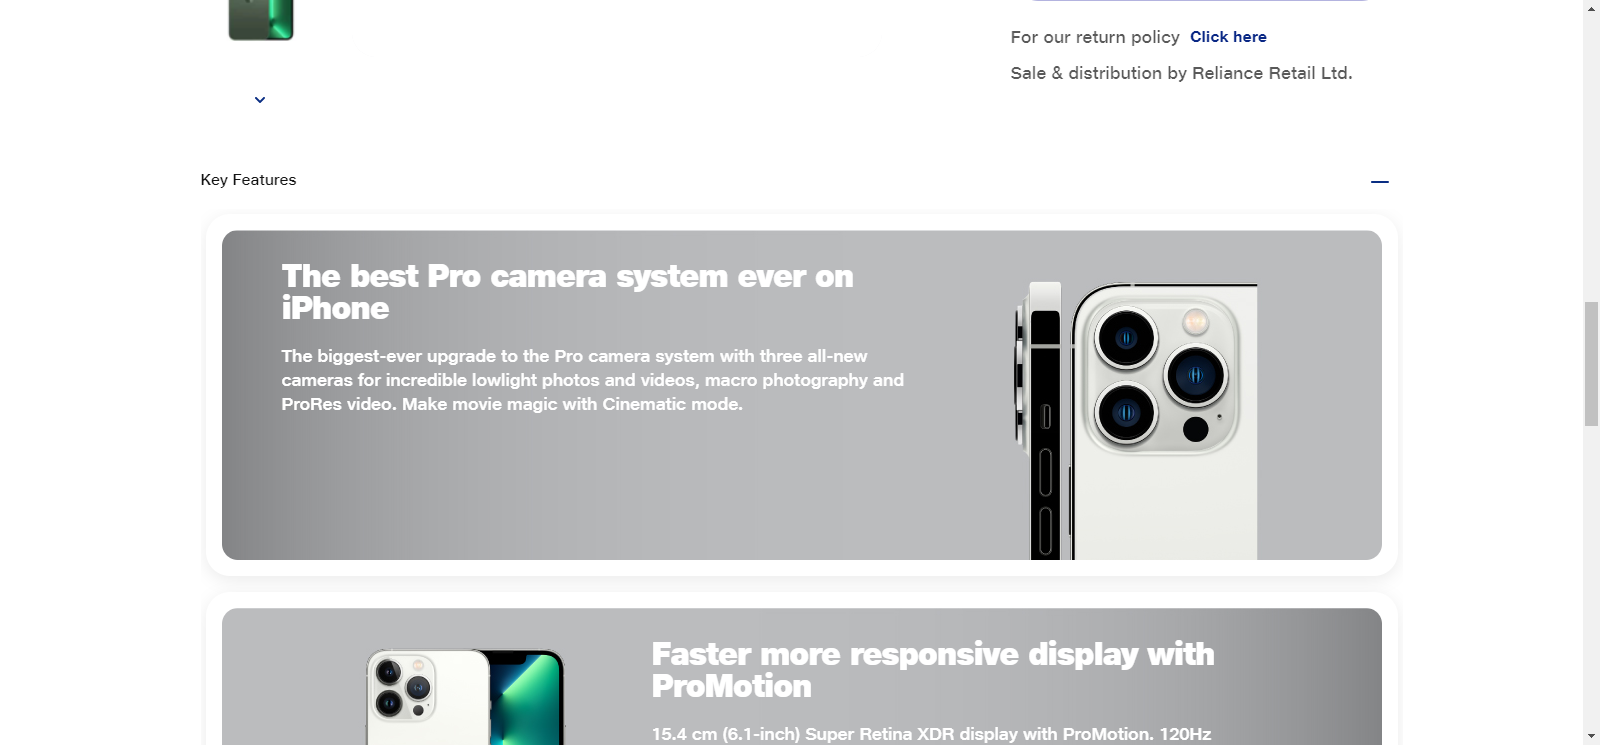 For our return policy Click here
Sale & distribution by Reliance Retail Ltd.
Key Features
The best Pro camera system ever on
iPhone
The biggest-ever upgrade to the Pro camera system with three all-new
cameras for incredible lowlight photos and videos, macro photography and
ProRes video. Make movie magic with Cinematic mode.
Faster more responsive display with
ProMotion
15.4 cm (6.1-inch) Super Retina XDR display with ProMotion. 120Hz